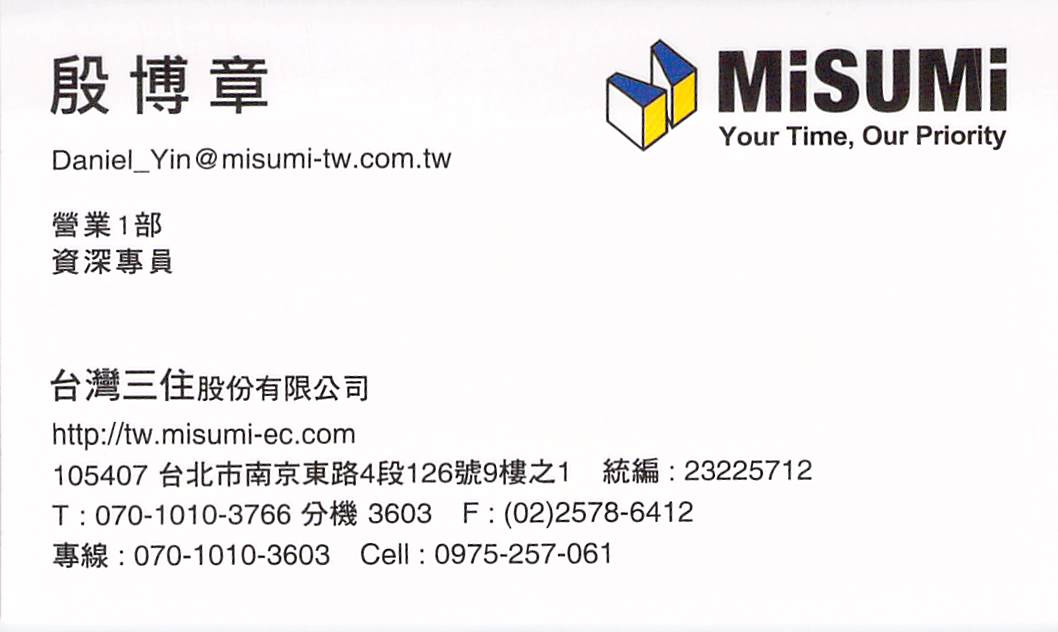 殷博章
MiSUMi
Your Time, Our Priority
Daniel_Yin@misumi-tw.com.tw
營業1部
資深專員
台灣三住股份有限公司
http://tw.misumi-ec.com
105407 台北市南京東路4段126號9樓之1 統編 : 23225712
T : 070-1010-3766 分機 3603 F : (02)2578-6412
專線 : 070-1010-3603 Cell : 0975-257-061